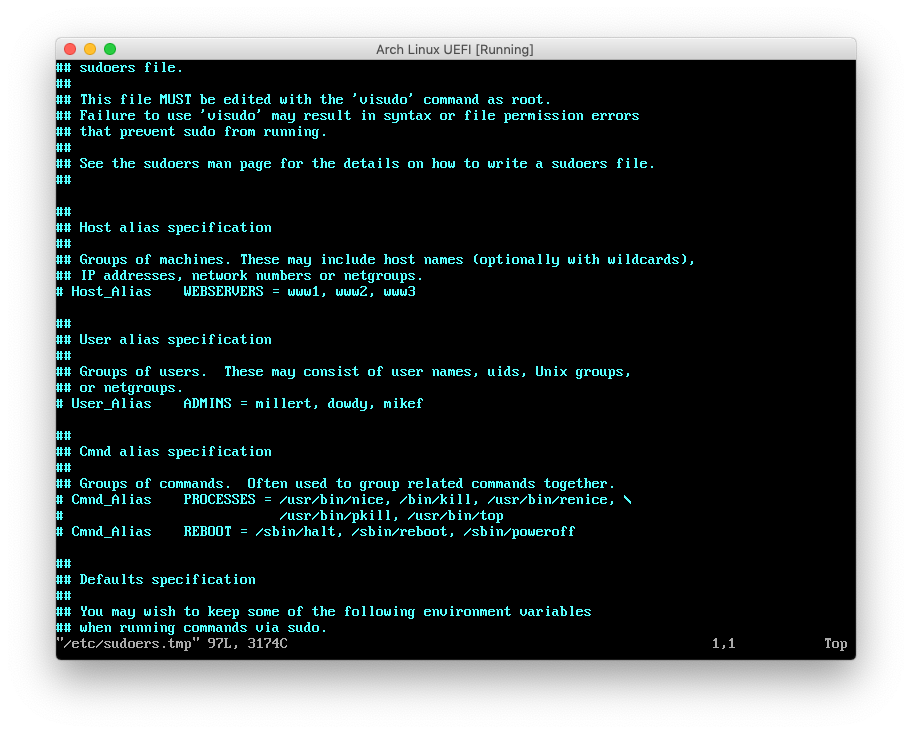 Arch Linux UEFI [Running]
## sudoers file.
##
## This file MUST be edited with the 'visudo' command as root.
## Failure to use 'visudo' may result in syntax or file permission errors
## that prevent sudo from running.
##
## See the sudoers man page for the details on how to write a sudoers file.
##
##
## Host alias specification
##
## Groups of machines. These may include host names (optionally with wildcards),
## IP addresses, network numbers or netgroups.
# Host_Alias    WEBSERVERS = www1, www2, www3
##
## User alias specification
##
## Groups of users.  These may consist of user names, uids, Unix groups,
## or netgroups.
# User_Alias    ADMINS = millert, dowdy, mikef
##
## Cmnd alias specification
##
## Groups of commands.  Often used to group related commands together.
# Cmnd_Alias    PROCESSES = /usr/bin/nice, /bin/kill, /usr/bin/renice, \
#                           /usr/bin/pkill, /usr/bin/top
# Cmnd_Alias    REBOOT = /sbin/halt, /sbin/reboot, /sbin/poweroff
##
## Defaults specification
##
## You may wish to keep some of the following environment variables
## when running commands via sudo.
"/etc/sudoers.tmp" 97L, 3174C    1,1    Top